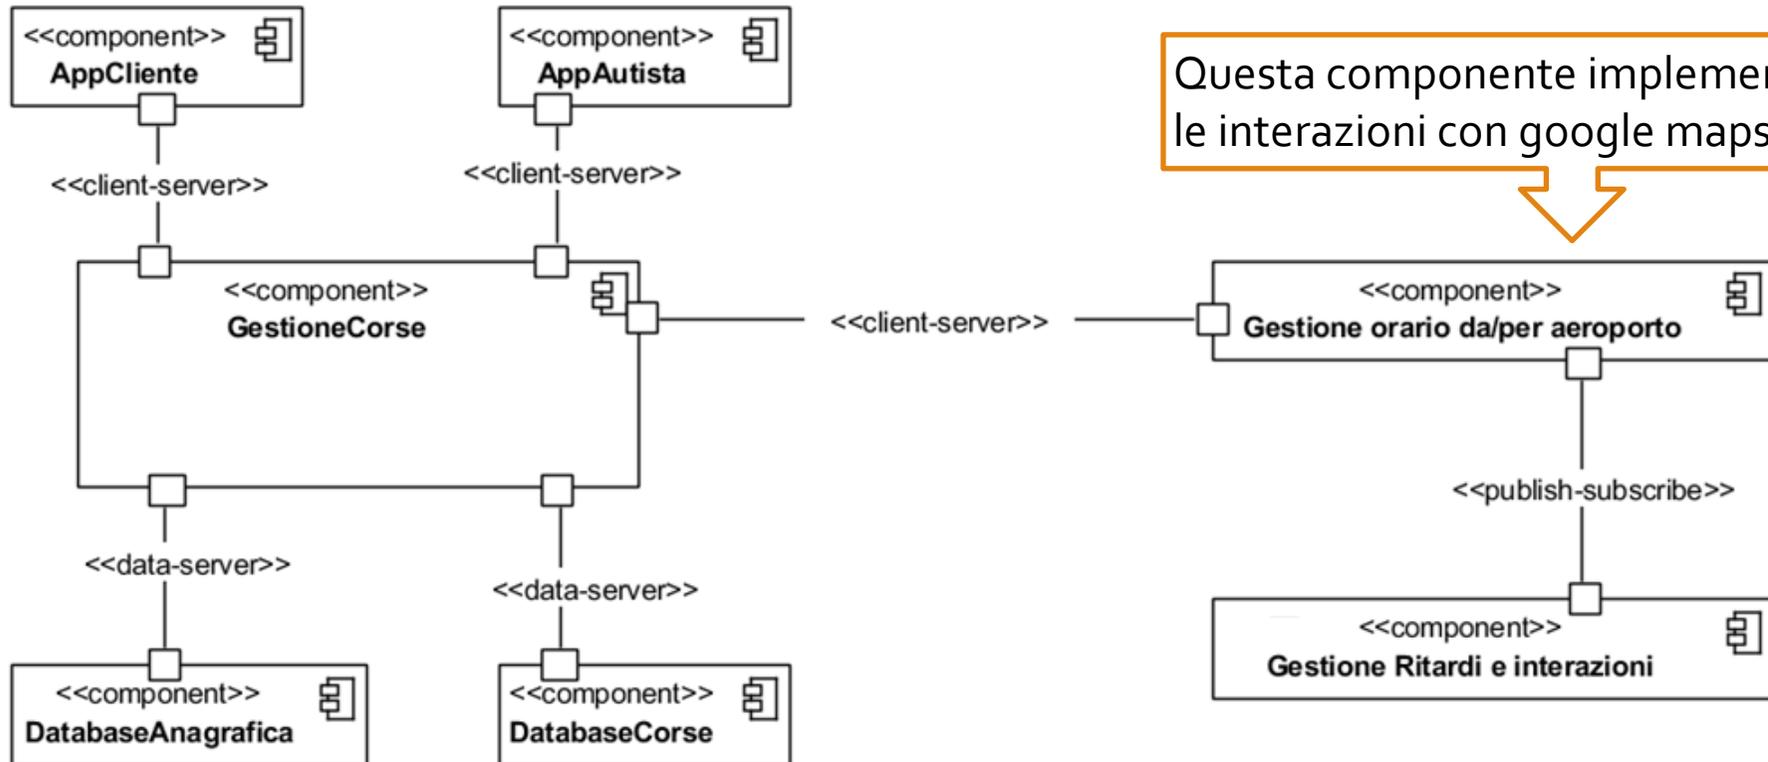 <<component>>
AppCliente
<<component>>
AppAutista
Questa componente
le interazioni con google maps
<<client-server>>
<<client-server>>
<<component>>
GestioneCorse
<<client-server>>
<<component>>
Gestione orario da/per aeroporto
<<publish-subscribe>>
<<data-server>>
<<data-server>>
<<component>>
Gestione Ritardi e interazioni
<<component>>
DatabaseAnagrafica
<<component>>
DatabaseCorse